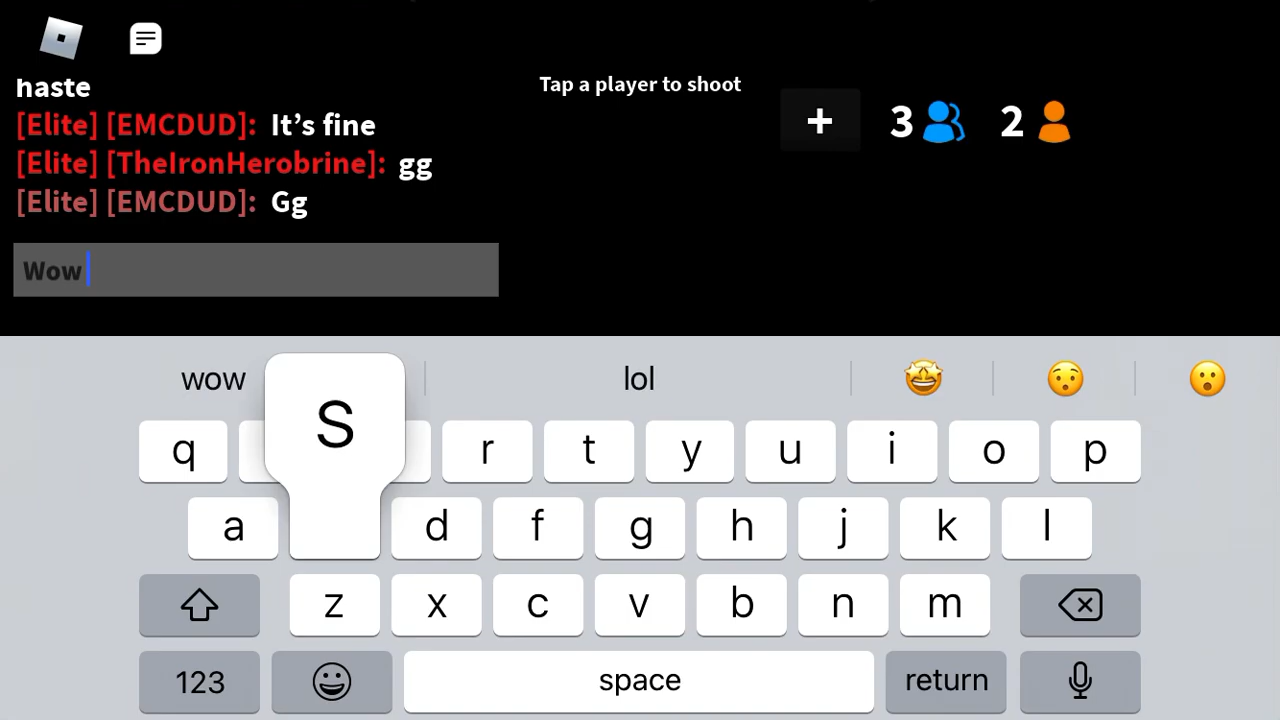 haste
Tap a player to shoot
[Elite] [EMCDUD]: It’s fine
+ 3 2
[Elite] [TheIronHerobrine]: gg
[Elite] [EMCDUD]: Gg
Wow
wow lol
S
q r t y u i o p
a d f g h j k l
z x c v b n m
123 space return